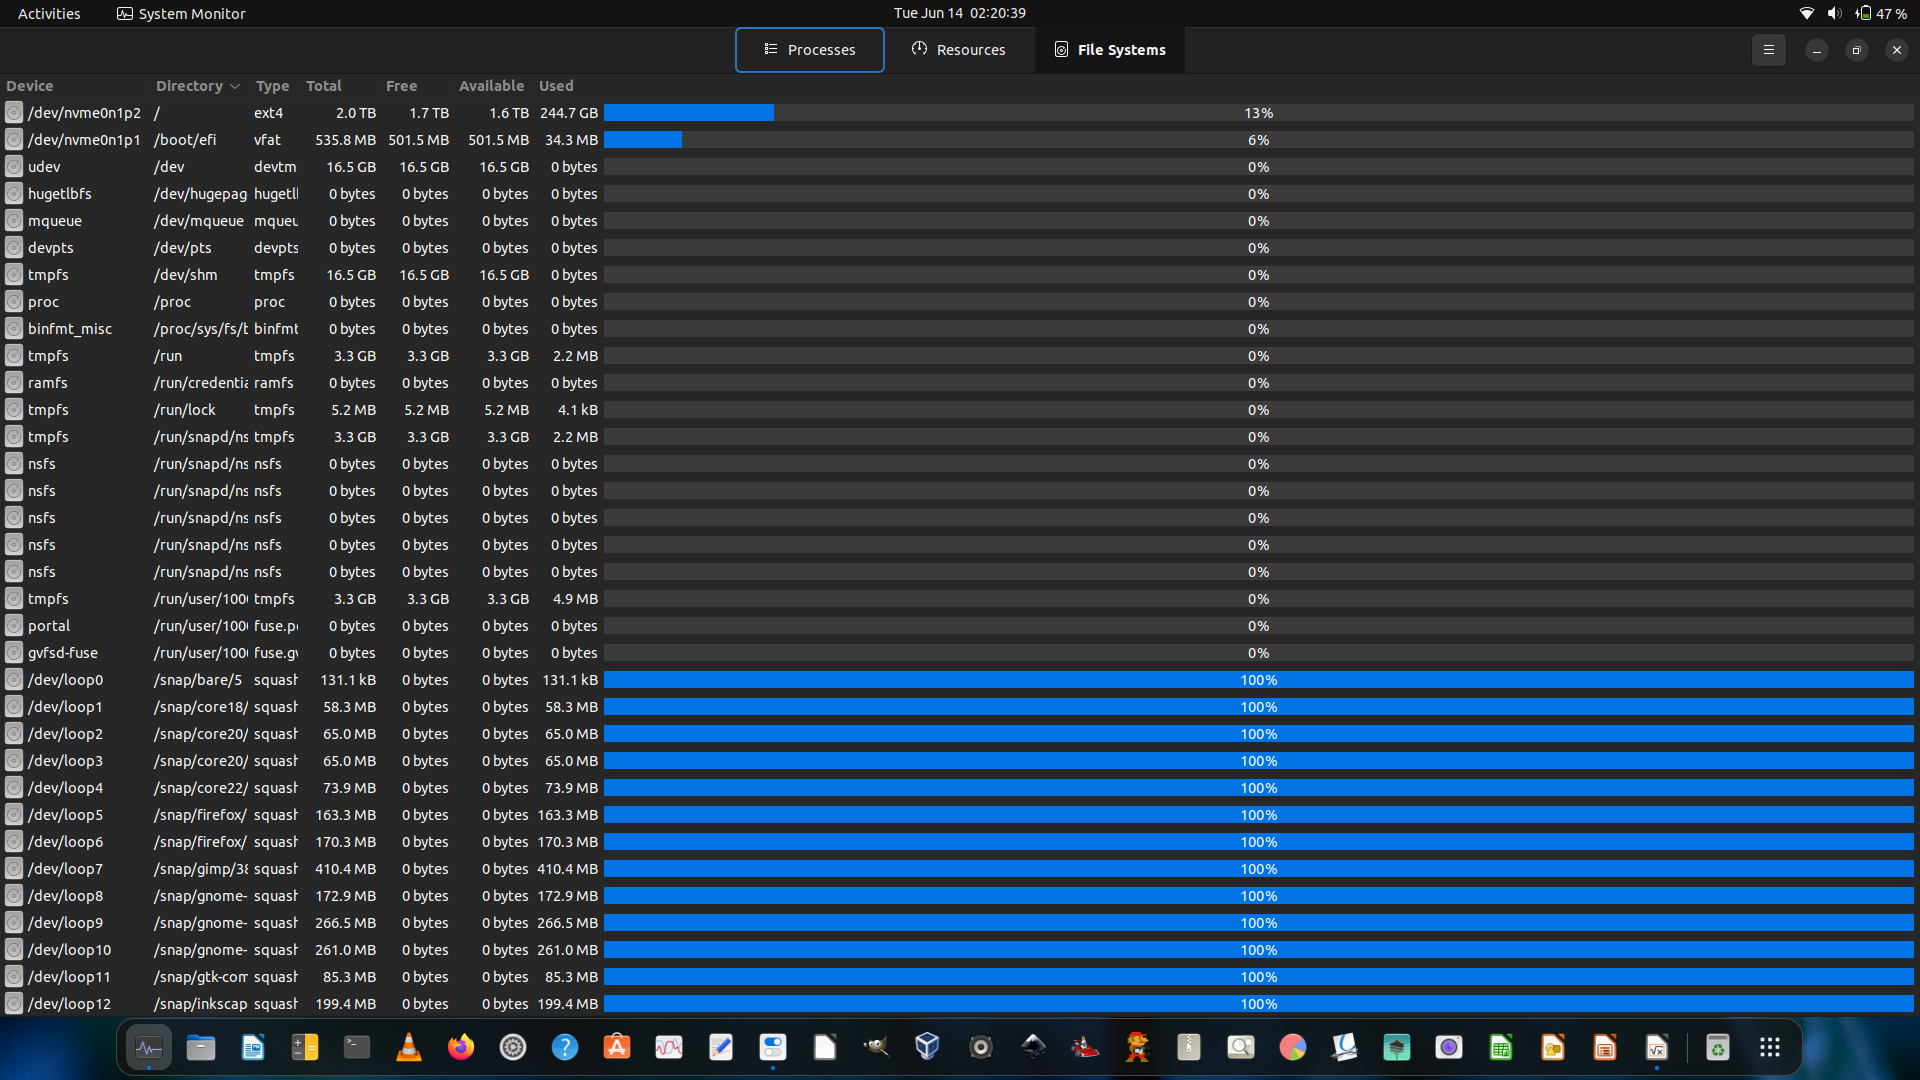 Activities System Monitor Tue Jun 14 02:20:39 47 %
Processes Resources File Systems
Device Directory Type Total Free Available Used
/dev/nvme0n1p2 / ext4 2.0 TB 1.7 TB 1.6 TB 244.7 GB 13%
/dev/nvme0n1p1 /boot/efi vfat 535.8 MB 501.5 MB 501.5 MB 34.3 MB 6%
udev /dev devtm 16.5 GB 16.5 GB 16.5 GB 0 bytes 0%
hugetlbfs /dev/hugepag hugetl 0 bytes 0 bytes 0 bytes 0 bytes 0%
mqueue /dev/mqueue mqueu 0 bytes 0 bytes 0 bytes 0 bytes 0%
devpts /dev/pts devpts 0 bytes 0 bytes 0 bytes 0 bytes 0%
tmpfs /dev/shm tmpfs 16.5 GB 16.5 GB 16.5 GB 0 bytes 0%
proc /proc proc 0 bytes 0 bytes 0 bytes 0 bytes 0%
binfmt_misc /proc/sys/fs/b binfmt 0 bytes 0 bytes 0 bytes 0 bytes 0%
tmpfs /run tmpfs 3.3 GB 3.3 GB 3.3 GB 2.2 MB 0%
ramfs /run/credentia ramfs 0 bytes 0 bytes 0 bytes 0 bytes 0%
tmpfs /run/lock tmpfs 5.2 MB 5.2 MB 5.2 MB 4.1 kB 0%
tmpfs /run/snapd/ns tmpfs 3.3 GB 3.3 GB 3.3 GB 2.2 MB 0%
nsfs /run/snapd/ns nsfs 0 bytes 0 bytes 0 bytes 0 bytes 0%
nsfs /run/snapd/ns nsfs 0 bytes 0 bytes 0 bytes 0 bytes 0%
nsfs /run/snapd/ns nsfs 0 bytes 0 bytes 0 bytes 0 bytes 0%
nsfs /run/snapd/ns nsfs 0 bytes 0 bytes 0 bytes 0 bytes 0%
nsfs /run/snapd/ns nsfs 0 bytes 0 bytes 0 bytes 0 bytes 0%
tmpfs /run/user/100 tmpfs 3.3 GB 3.3 GB 3.3 GB 4.9 MB 0%
portal /run/user/100 fuse.po 0 bytes 0 bytes 0 bytes 0 bytes 0%
gvfsd-fuse /run/user/100 fuse.gv 0 bytes 0 bytes 0 bytes 0 bytes 0%
/dev/loop0 /snap/bare/5 squash 131.1 kB 0 bytes 0 bytes 131.1 kB 100%
/dev/loop1 /snap/core18/ squash 58.3 MB 0 bytes 0 bytes 58.3 MB 100%
/dev/loop2 /snap/core20/ squash 65.0 MB 0 bytes 0 bytes 65.0 MB 100%
/dev/loop3 /snap/core20/ squash 65.0 MB 0 bytes 0 bytes 65.0 MB 100%
/dev/loop4 /snap/core22/ squash 73.9 MB 0 bytes 0 bytes 73.9 MB 100%
/dev/loop5 /snap/firefox/ squash 163.3 MB 0 bytes 0 bytes 163.3 MB 100%
/dev/loop6 /snap/firefox/ squash 170.3 MB 0 bytes 0 bytes 170.3 MB 100%
/dev/loop7 /snap/gimp/38 squash 410.4 MB 0 bytes 0 bytes 410.4 MB 100%
/dev/loop8 /snap/gnome- squash 172.9 MB 0 bytes 0 bytes 172.9 MB 100%
/dev/loop9 /snap/gnome- squash 266.5 MB 0 bytes 0 bytes 266.5 MB 100%
/dev/loop10 /snap/gnome- squash 261.0 MB 0 bytes 0 bytes 261.0 MB 100%
/dev/loop11 /snap/gtk-com squash 85.3 MB 0 bytes 0 bytes 85.3 MB 100%
/dev/loop12 /snap/inkscap squash 199.4 MB 0 bytes 0 bytes 199.4 MB 100%